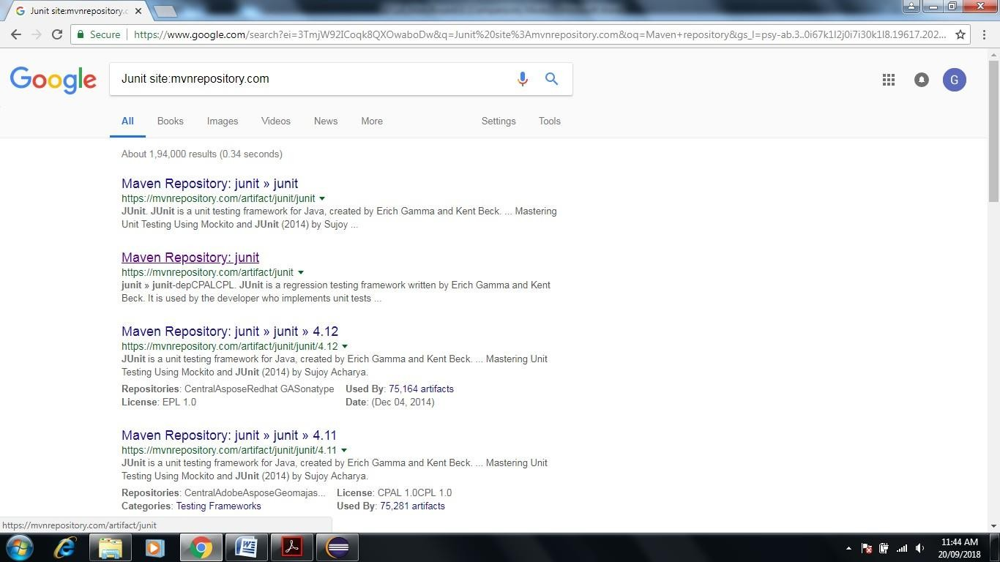 Junit site:mvnrepository.c
Secure
https://www.google.com/search?ei=3TmjW92ICoqk8QXOwaboDw&q=Junit%20site%3Amvnrepository.com&oq=Maven+repository&gs_l=psy-ab.3..0i67k1l2j0i7i30k1l8.19617.202...
Google
Junit site:mvnrepository.com
G
All Books Images Videos News More Settings Tools
About 1,94,000 results (0.34 seconds)
Maven Repository: junit » junit
https://mvnrepository.com/artifact/junit/junit
JUnit. JUnit is a unit testing framework for Java, created by Erich Gamma and Kent Beck. ... Mastering
Unit Testing Using Mockito and JUnit (2014) by Sujoy ...
Maven Repository: junit
https://mvnrepository.com/artifact/junit
junit » junit-depCPALCPL. JUnit is a regression testing framework written by Erich Gamma and Kent
Beck. It is used by the developer who implements unit tests ...
Maven Repository: junit » junit » 4.12
https://mvnrepository.com/artifact/junit/junit/4.12
JUnit is a unit testing framework for Java, created by Erich Gamma and Kent Beck. ... Mastering Unit
Testing Using Mockito and JUnit (2014) by Sujoy Acharya.
Repositories: CentralAsposeRedhat GASonatype Used By: 75,164 artifacts
License: EPL 1.0 Date: (Dec 04, 2014)
Maven Repository: junit » junit » 4.11
https://mvnrepository.com/artifact/junit/junit/4.11
JUnit is a unit testing framework for Java, created by Erich Gamma and Kent Beck. ... Mastering Unit
Testing Using Mockito and JUnit (2014) by Sujoy Acharya.
Repositories: CentralAdobeAsposeGeomajas... License: CPAL 1.0CPL 1.0
Categories: Testing Frameworks Used By: 75,281 artifacts
https://mvnrepository.com/artifact/junit
11:44 AM
20/09/2018